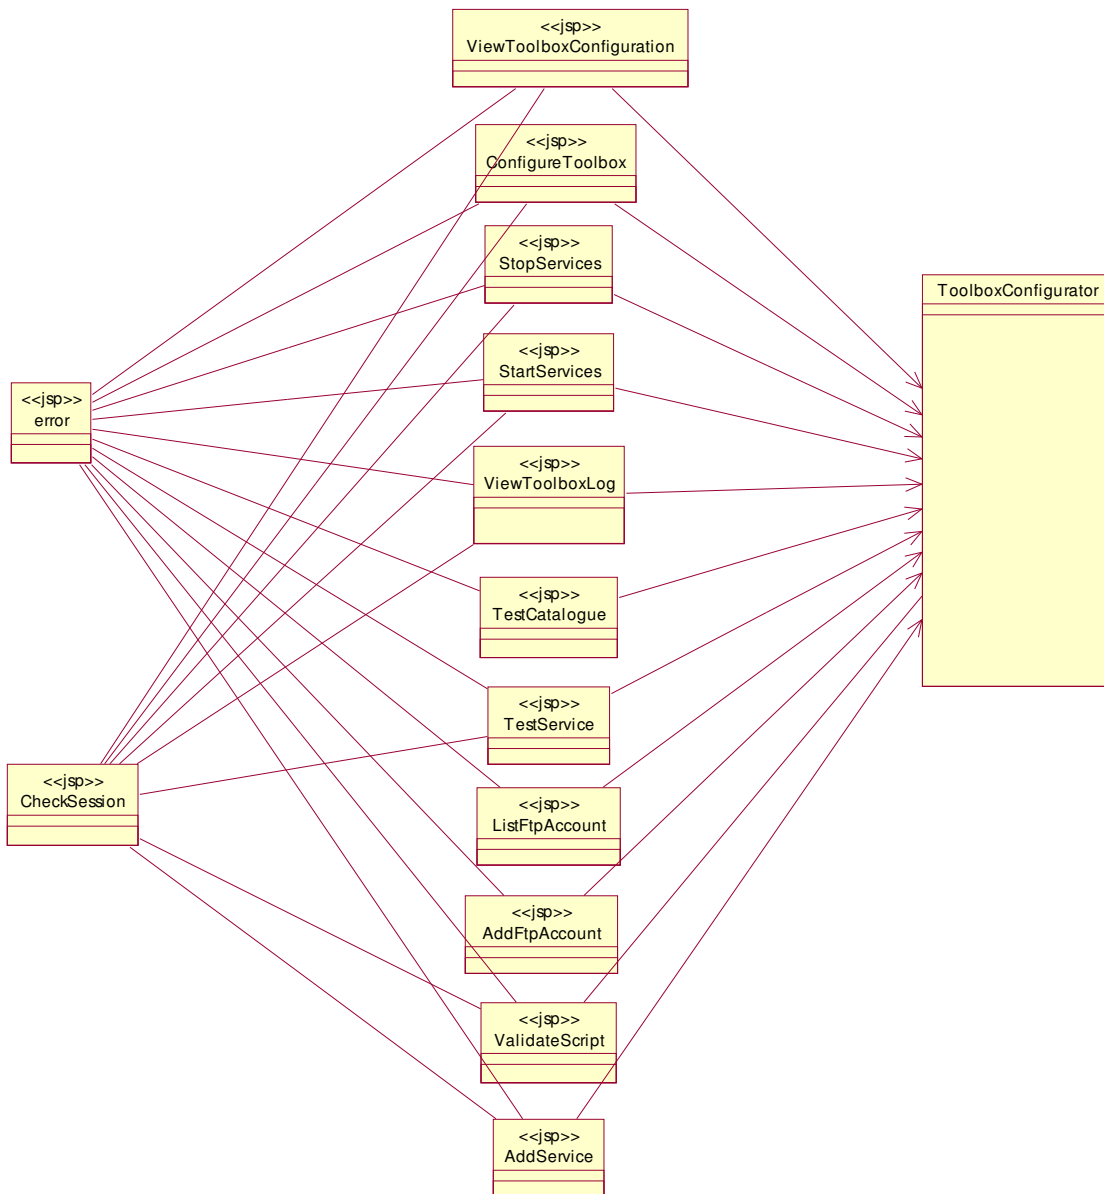 <<jsp>>
ViewToolboxConfiguration
<<jsp>>
ConfigureToolbox
<<jsp>>
StopServices
ToolboxConfigurator
<<jsp>>
StartServices
<<jsp>>
error
<<jsp>>
ViewToolboxLog
<<jsp>>
TestCatalogue
<<jsp>>
TestService
<<jsp>>
CheckSession
<<jsp>>
ListFtpAccount
<<jsp>>
AddFtpAccount
<<jsp>>
ValidateScript
<<jsp>>
AddService